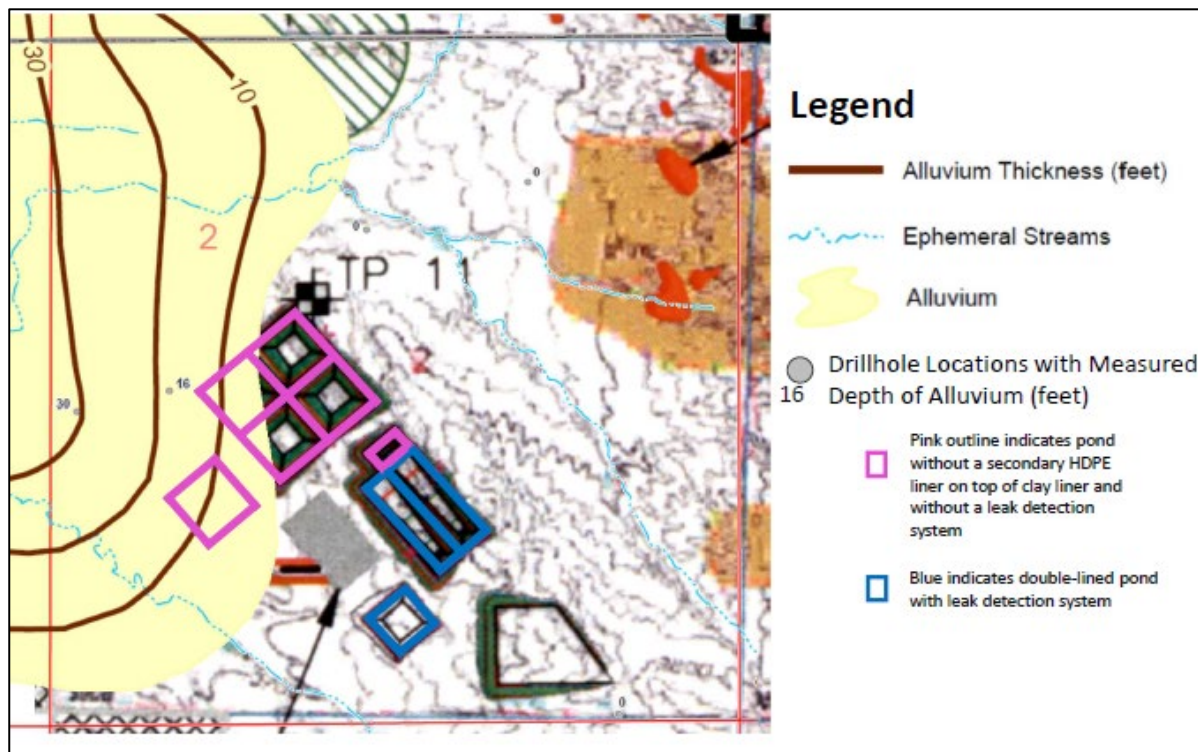 30
10
2
0
0
TP 11
16
30
2
0
Legend
Alluvium Thickness (feet)
Ephemeral Streams
Alluvium
Drillhole Locations with Measured
16 Depth of Alluvium (feet)
Pink outline indicates pond
without a secondary HDPE
liner on top of clay liner and
without a leak detection
system
Blue indicates double-lined pond
with leak detection system